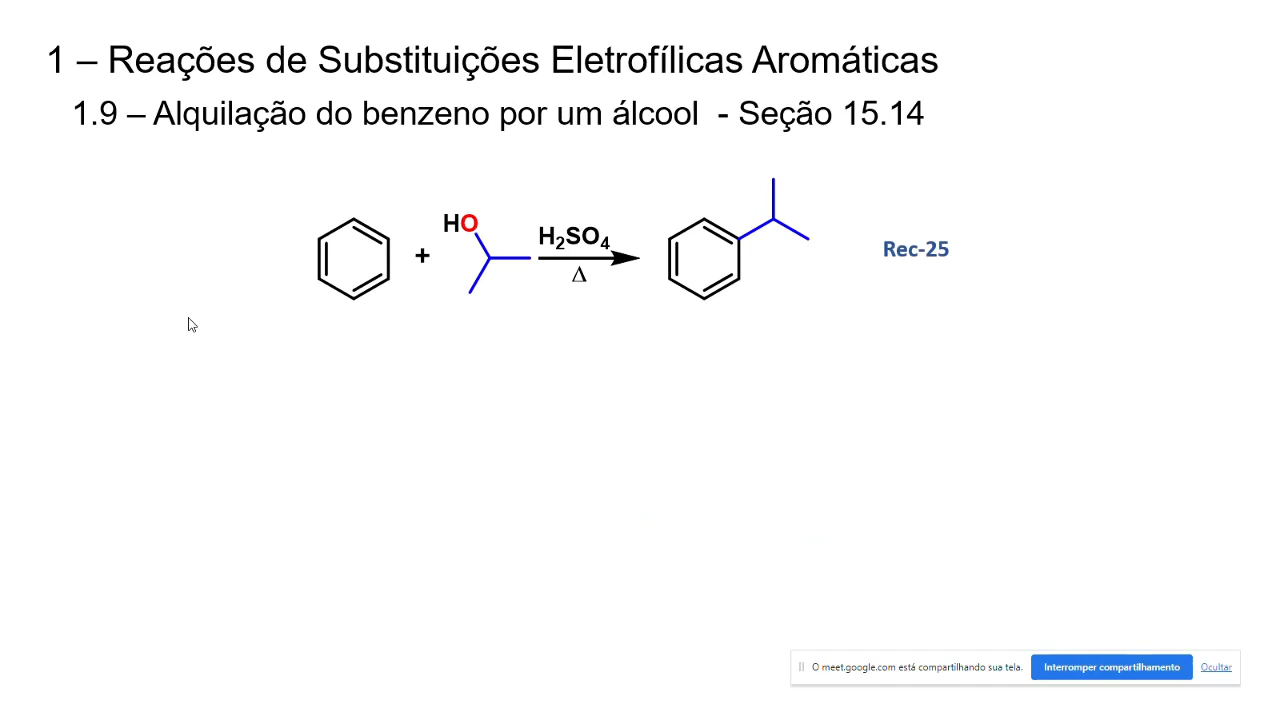 1 – Reações de Substituições Eletrofílicas Aromáticas
1.9 – Alquilação do benzeno por um álcool - Seção 15.14
HO
+
H₂SO₄
Δ
Rec-25
O meet.google.com está compartilhando sua tela. Interromper compartilhamento Ocultar